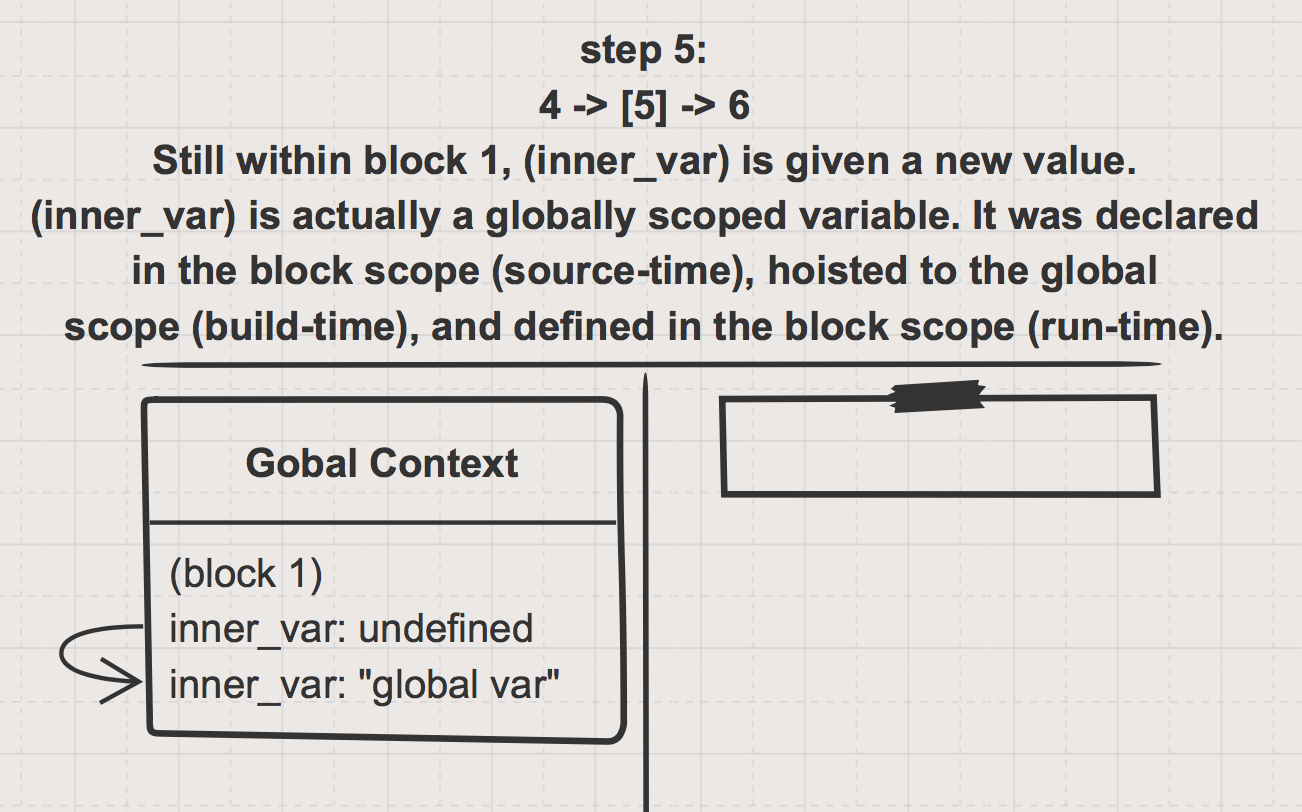 step 5:
4 -> [5] -> 6
Still within block 1, (inner_var) is given a new value.
(inner_var) is actually a globally scoped variable. It was declared
in the block scope (source-time), hoisted to the global
scope (build-time), and defined in the block scope (run-time).
Gobal Context
(block 1)
inner_var: undefined
inner_var: "global var"